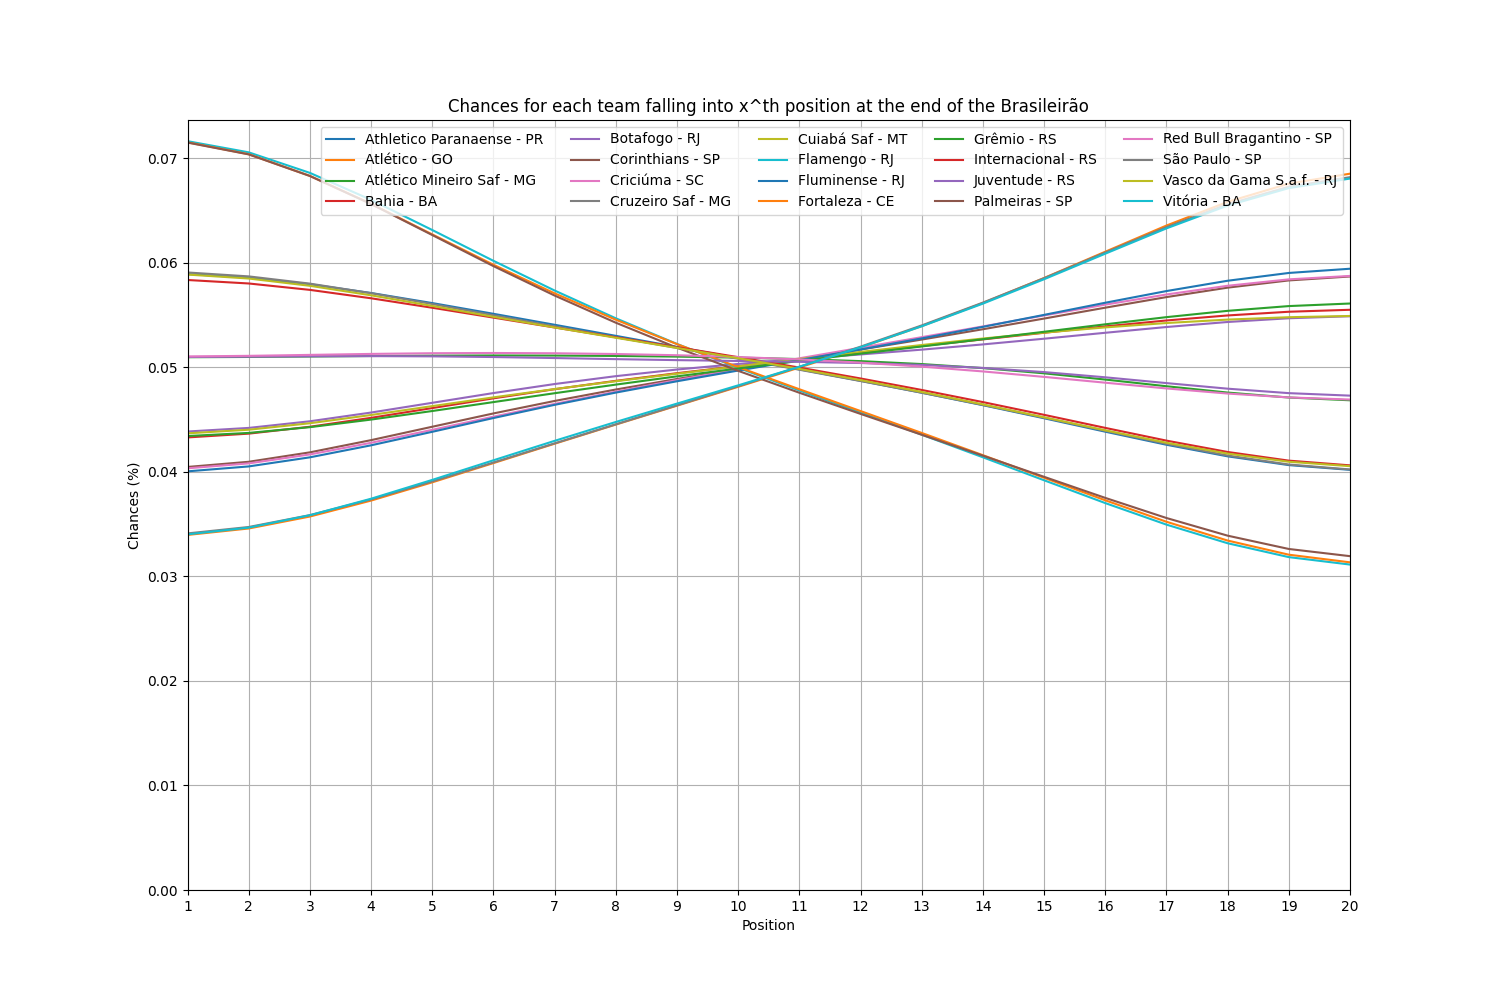 Chances for each team falling into x^th position at the end of the Brasileirão
Athletico Paranaense - PR
Atlético - GO
Atlético Mineiro Saf - MG
Bahia - BA
Botafogo - RJ
Corinthians - SP
Criciúma - SC
Cruzeiro Saf - MG
Cuiabá Saf - MT
Flamengo - RJ
Fluminense - RJ
Fortaleza - CE
Grêmio - RS
Internacional - RS
Juventude - RS
Palmeiras - SP
Red Bull Bragantino - SP
São Paulo - SP
Vasco da Gama S.a.f. - RJ
Vitória - BA
Chances (%)
0.07
0.06
0.05
0.04
0.03
0.02
0.01
0.00
1 2 3 4 5 6 7 8 9 10 11 12 13 14 15 16 17 18 19 20
Position